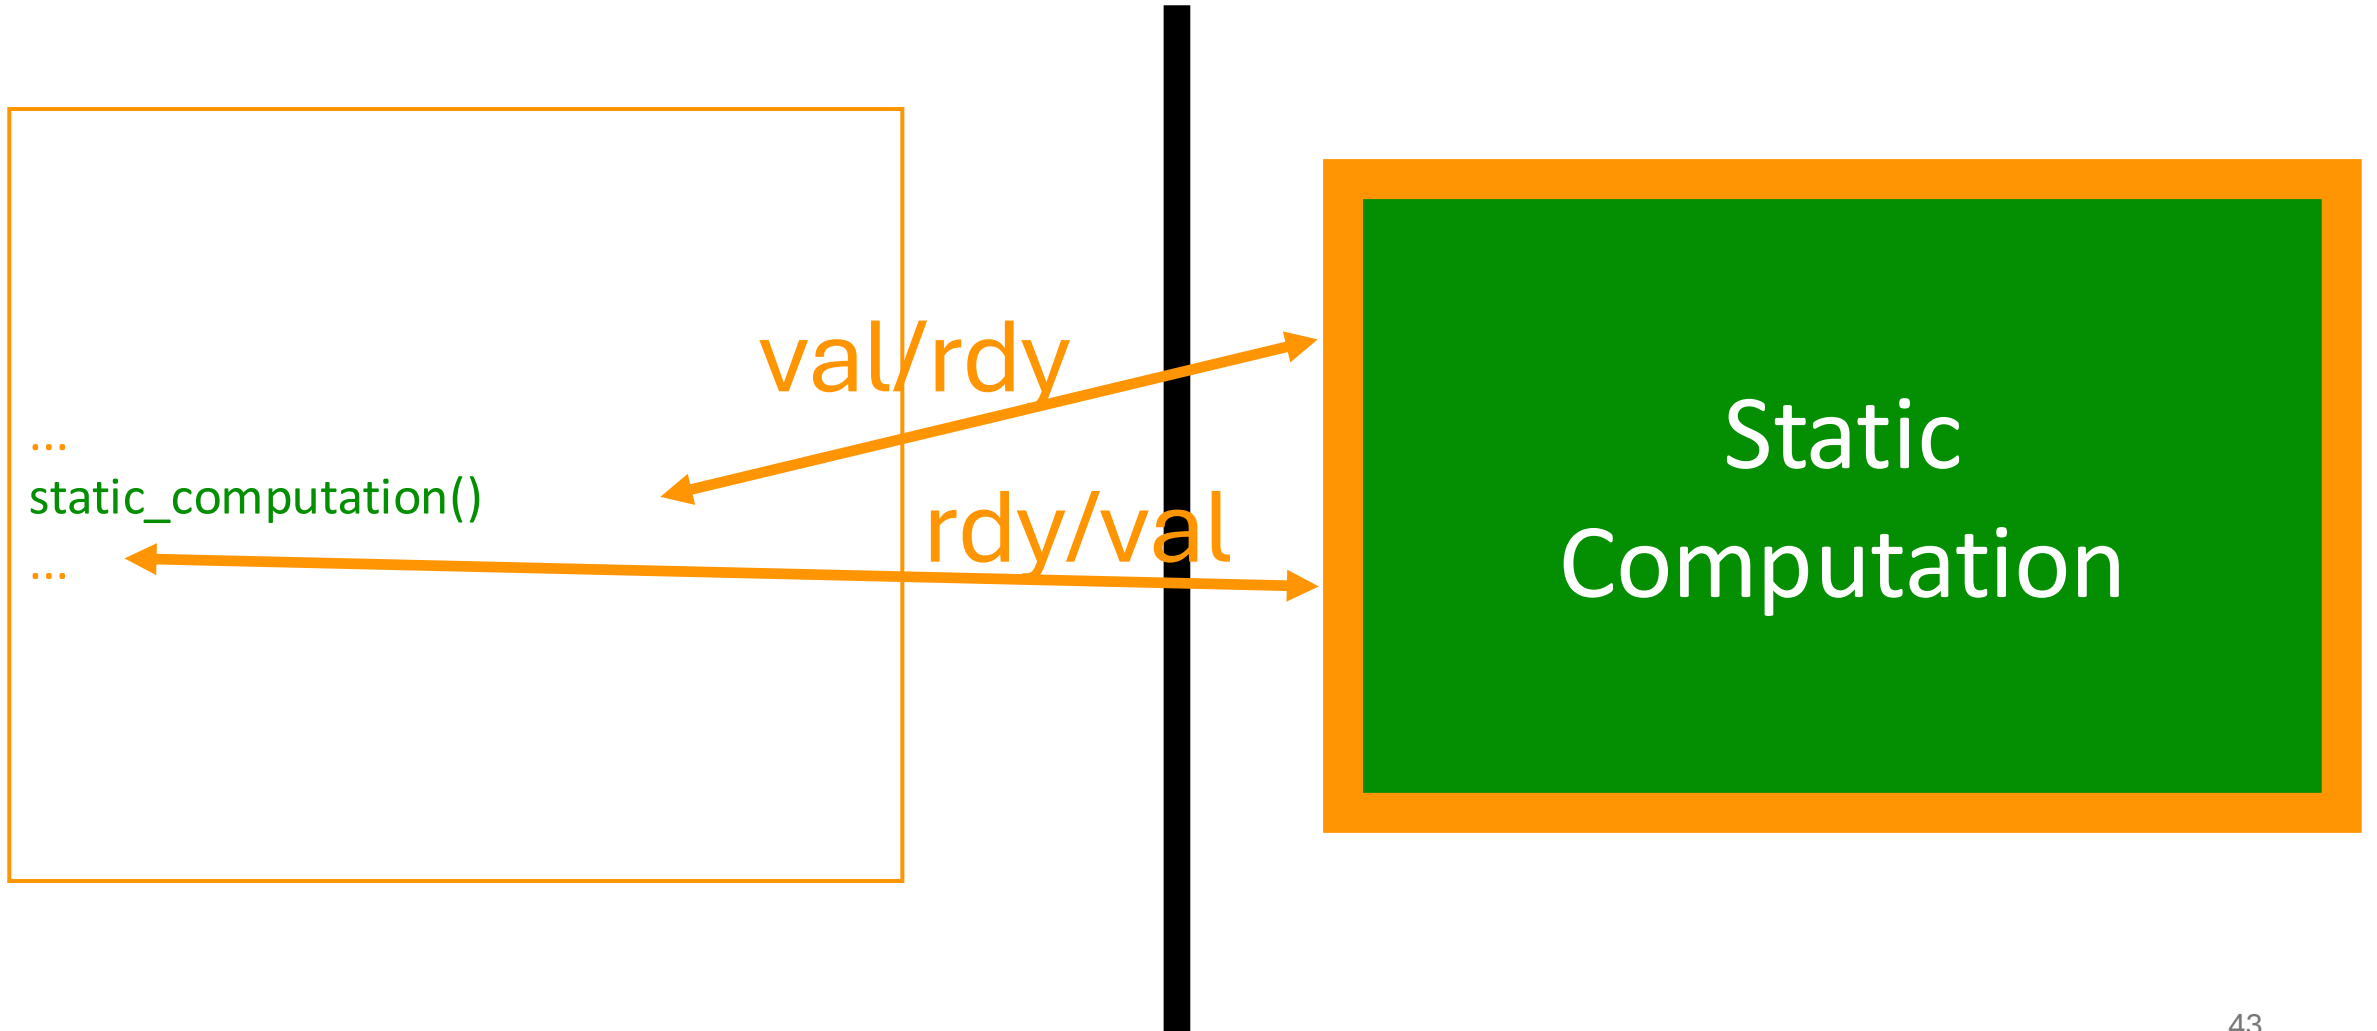 val/rdy
...
static_computation()
rdy/val
...
Static
Computation
43